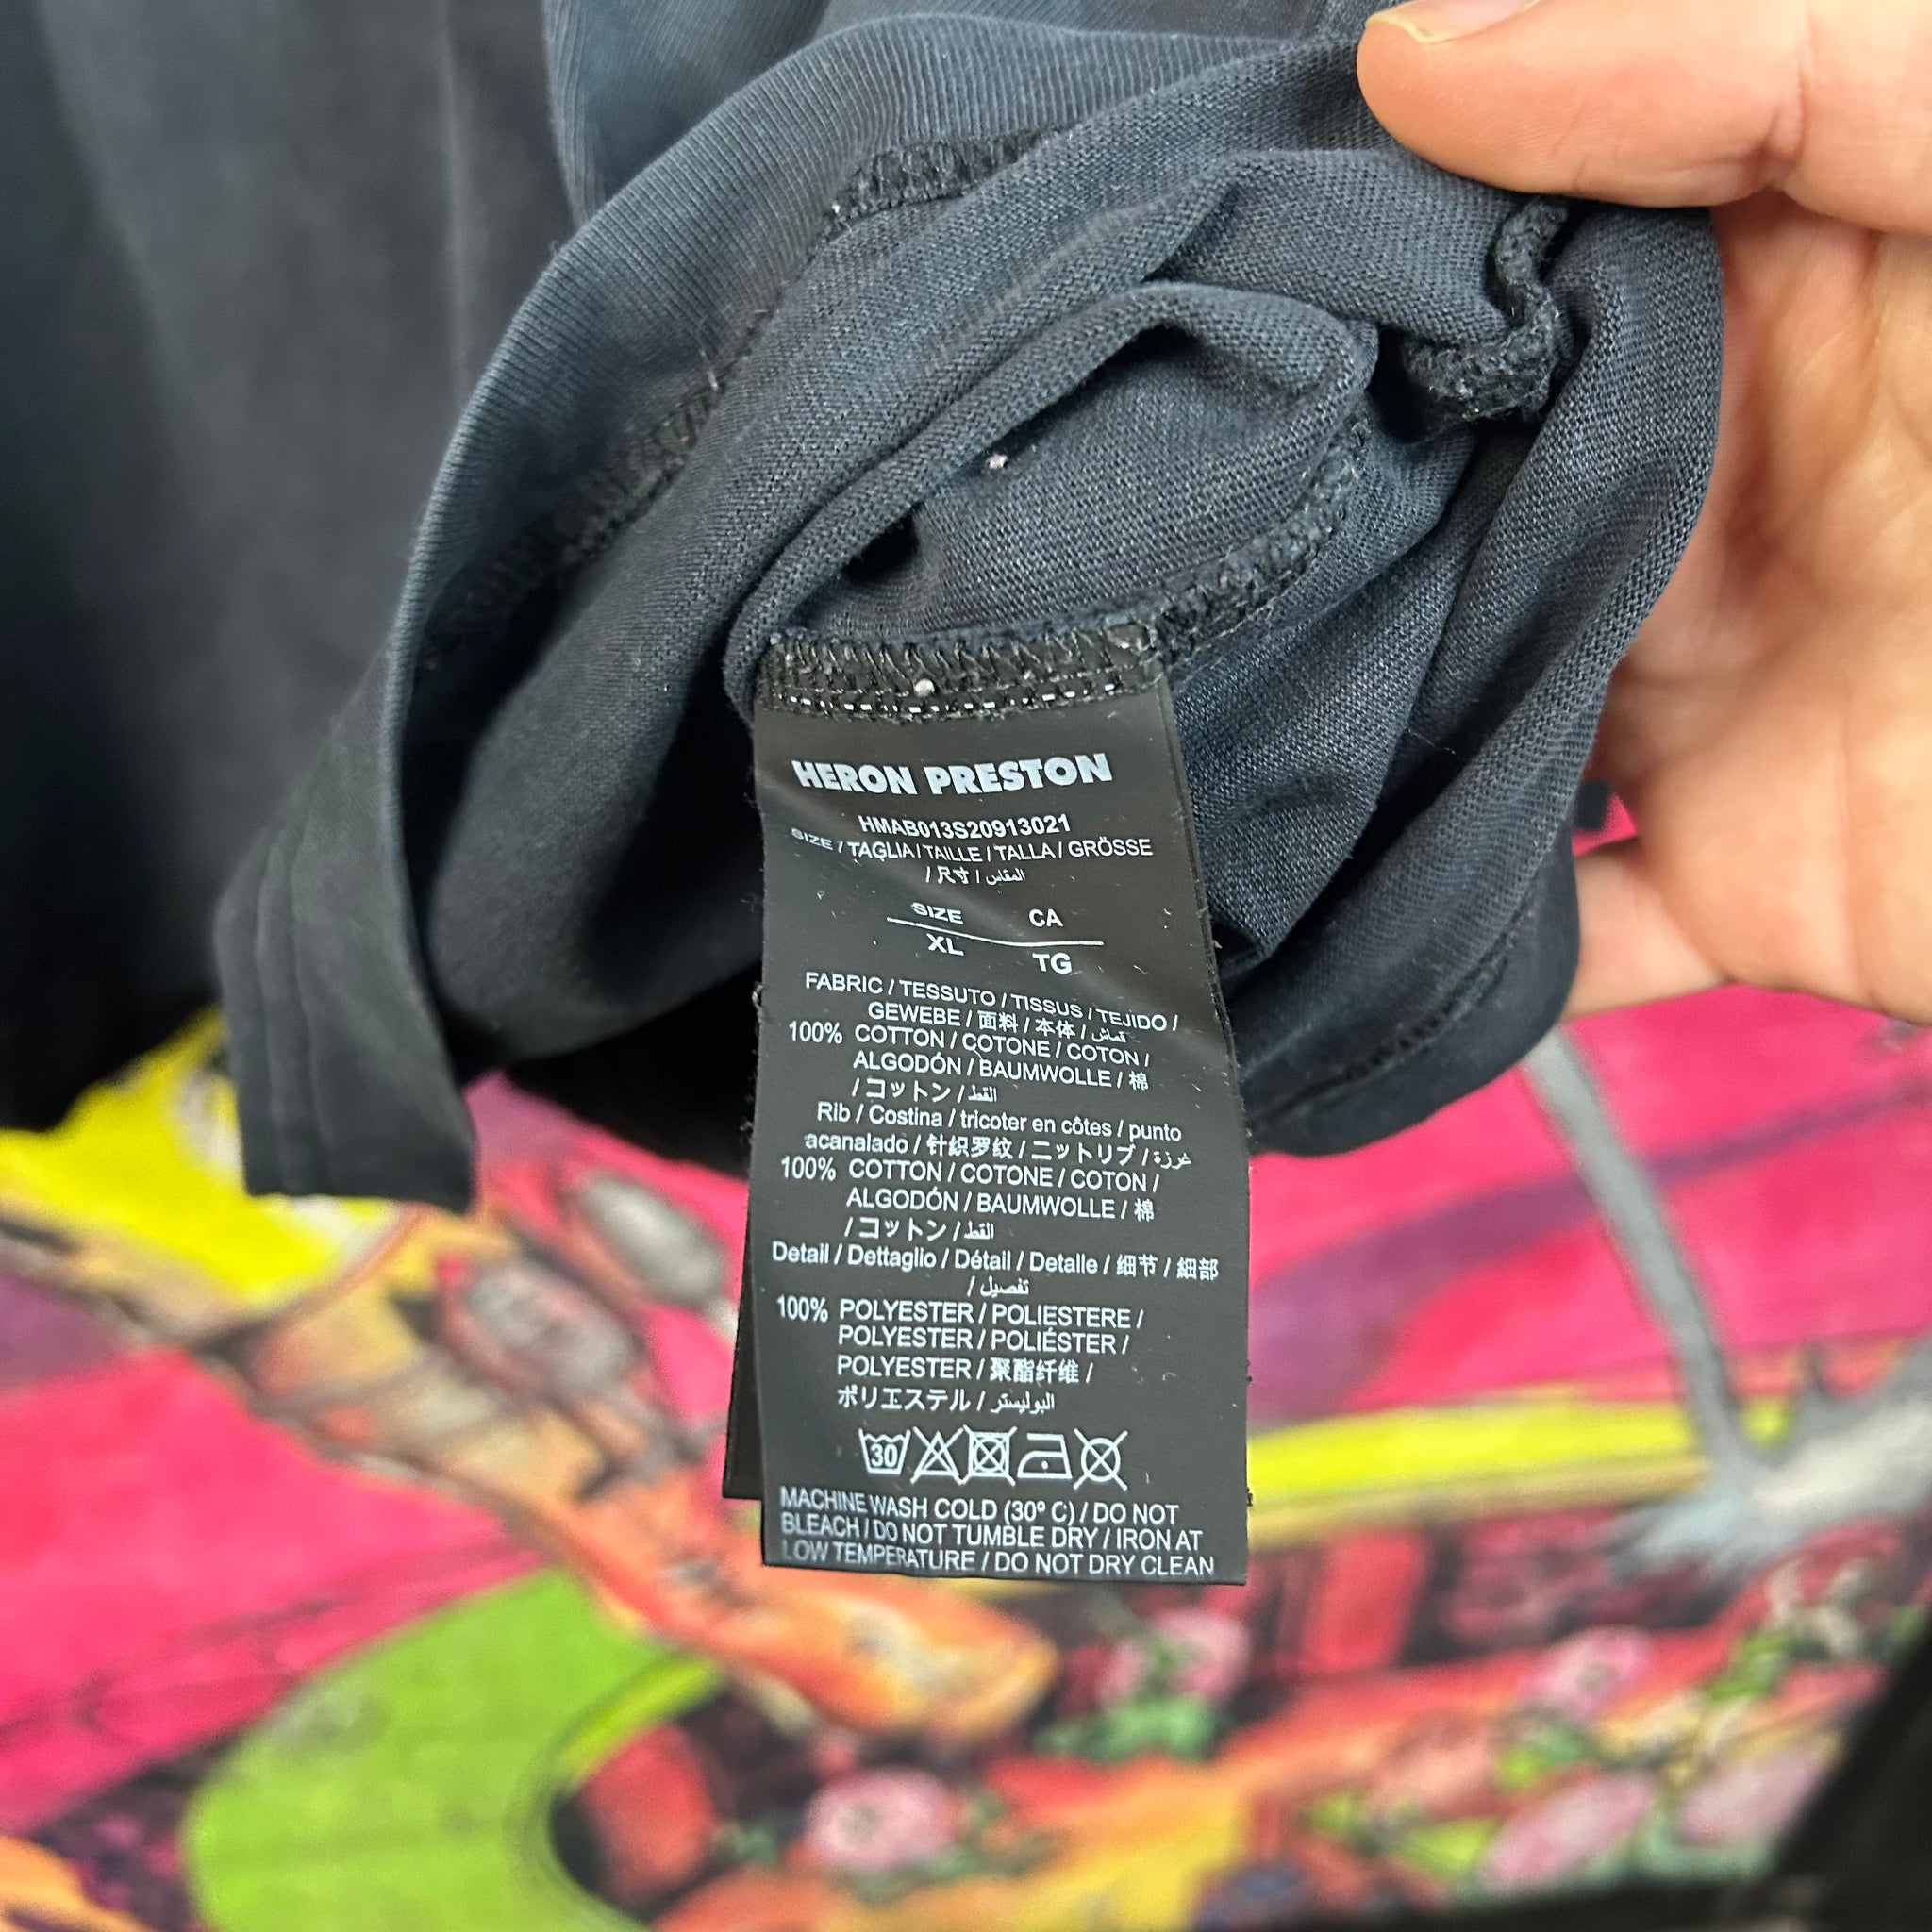 HERON PRESTON
HMAB013S20913021
SIZE / TAGLIA / TAILLE / TALLA / GRÖSSE
/ 尺寸 / المقاس
SIZE CA
XL TG
FABRIC / TESSUTO / TISSUS / TEJIDO /
GEWEBE / 面料 / 本体 / قماش
100% COTTON / COTONE / COTON /
ALGODÓN / BAUMWOLLE / 棉
/ コットン / القط
Rib / Costina / tricoter en côtes / punto
acanalado / 针织罗纹 / ニットリブ / غرزة
100% COTTON / COTONE / COTON /
ALGODÓN / BAUMWOLLE / 棉
/ コットン / القط
Detail / Dettaglio / Détail / Detalle / 细节 / 細部
/ تفصيل
100% POLYESTER / POLIESTERE /
POLYESTER / POLIÉSTER /
POLYESTER / 聚酯纤维 /
ポリエステル / البوليستر
30
MACHINE WASH COLD (30º C) / DO NOT
BLEACH / DO NOT TUMBLE DRY / IRON AT
LOW TEMPERATURE / DO NOT DRY CLEAN